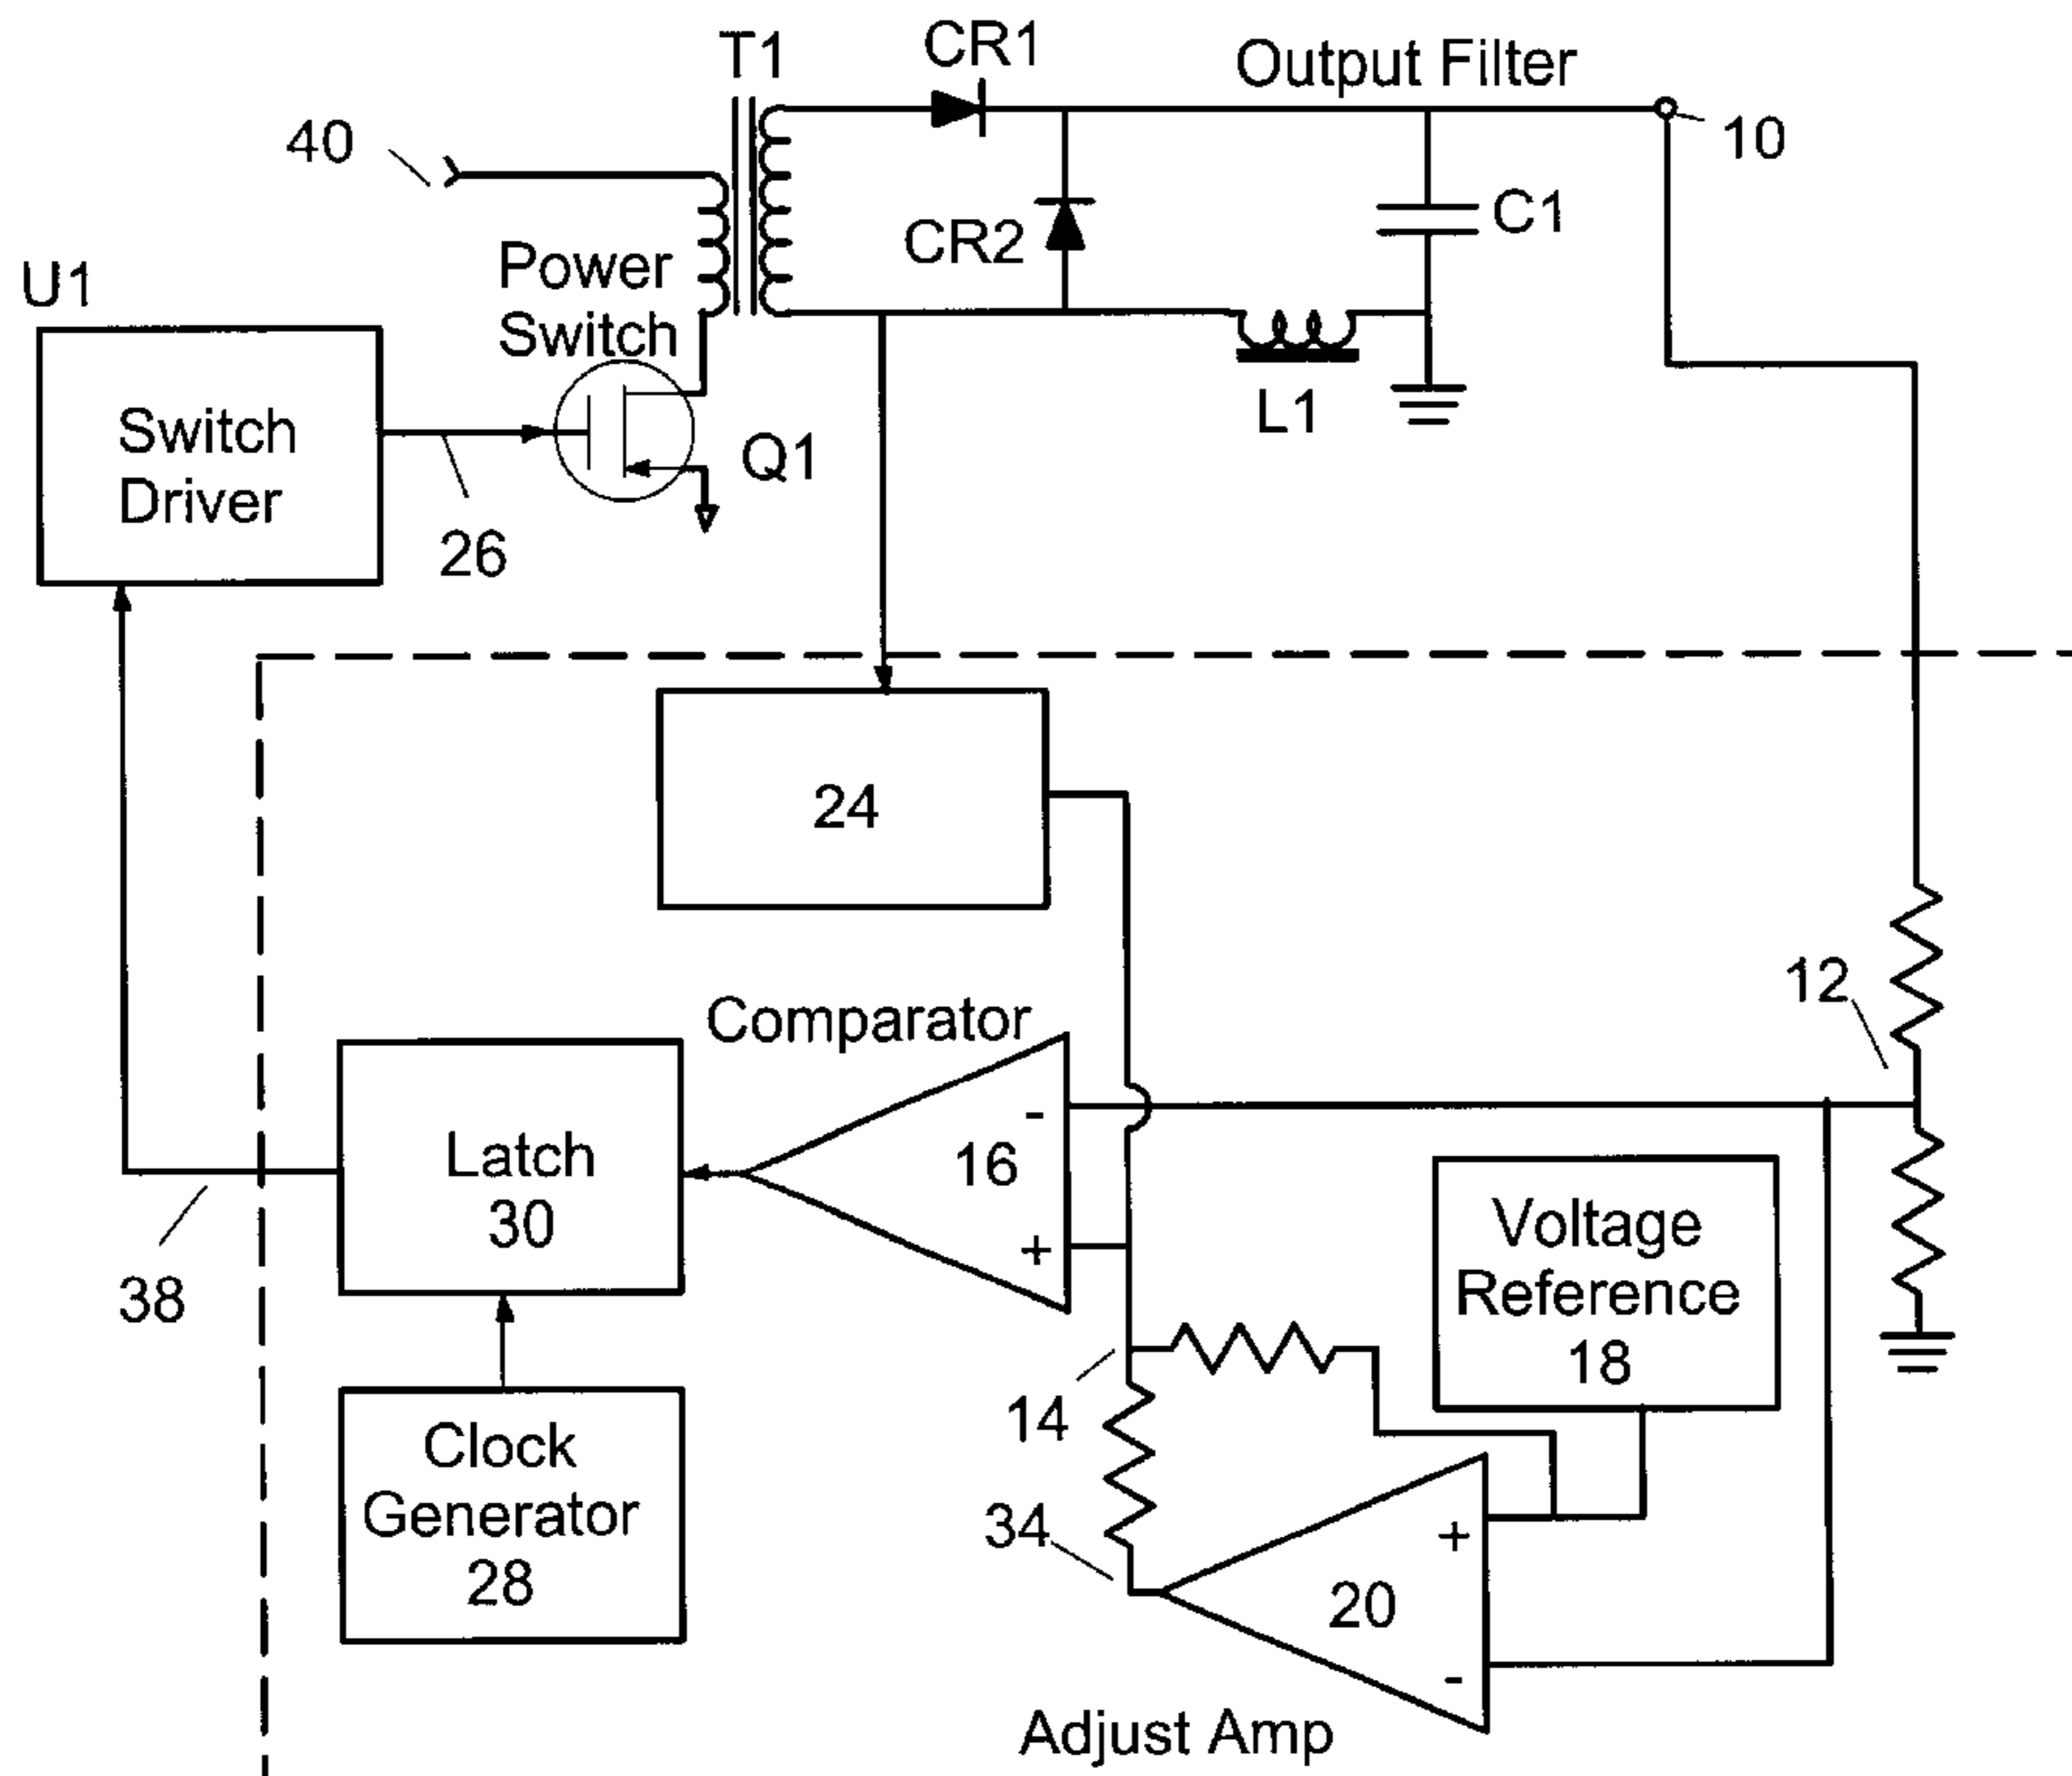 T1
CR1
Output Filter
40
10
CR2
C1
U1
Power
Switch
Switch
Driver
Q1
L1
26
24
12
Comparator
-
16
+
Latch
30
Voltage
Reference
18
38
14
Clock
Generator
28
34
+
20
-
Adjust Amp